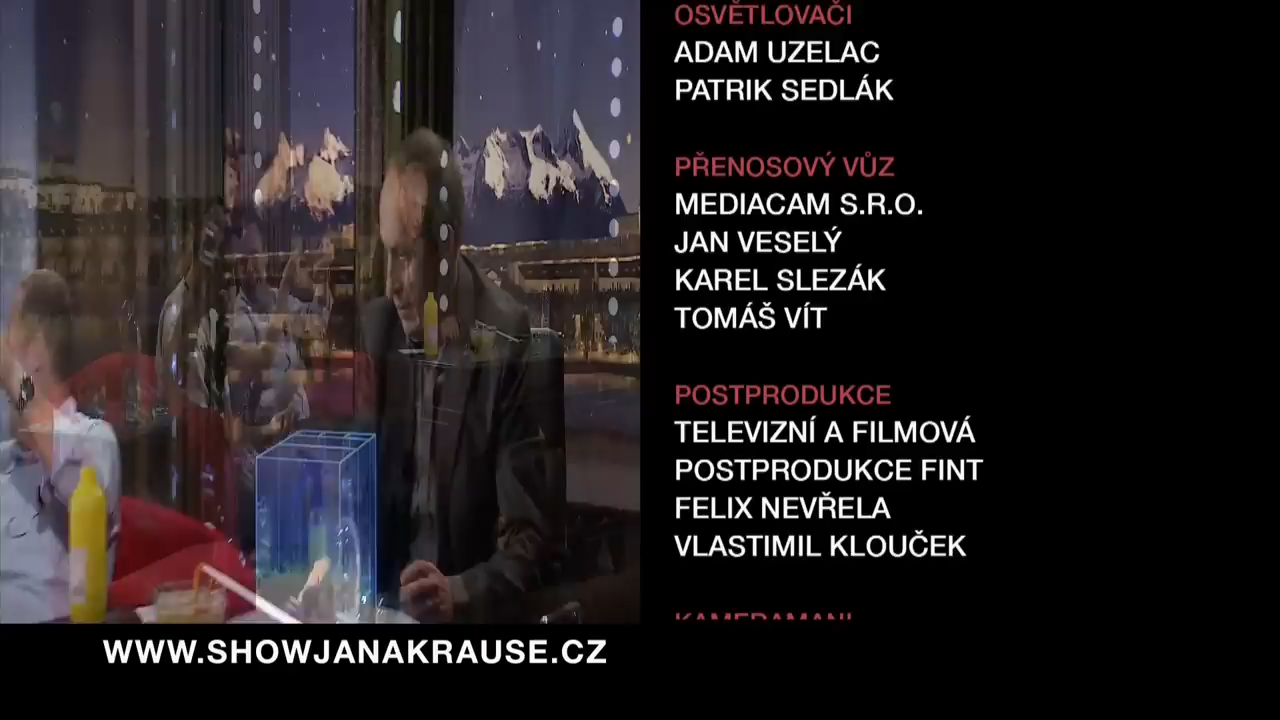 OSVĚTLOVAČI
ADAM UZELAC
PATRIK SEDLÁK
PŘENOSOVÝ VŮZ
MEDIACAM S.R.O.
JAN VESELÝ
KAREL SLEZÁK
TOMÁŠ VÍT
POSTPRODUKCE
TELEVIZNÍ A FILMOVÁ
POSTPRODUKCE FINT
FELIX NEVŘELA
VLASTIMIL KLOUČEK
KAMERAMANI
WWW.SHOWJANAKRAUSE.CZ